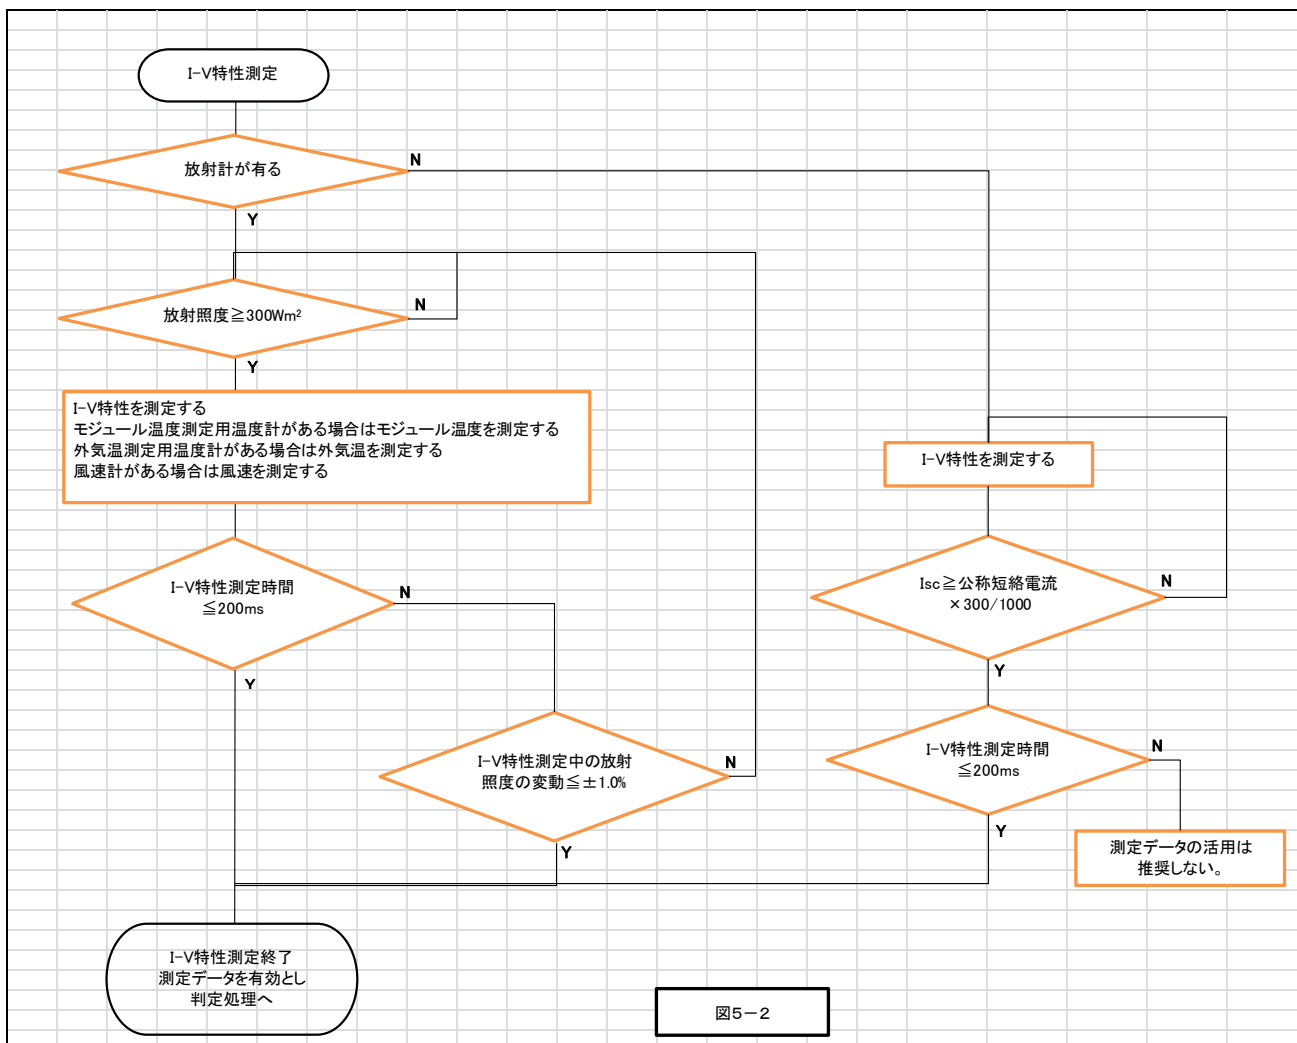 I-V特性測定
放射計が有る
N
Y
放射照度≧300Wm²
N
Y
I-V特性を測定する
モジュール温度測定用温度計がある場合はモジュール温度を測定する
外気温測定用温度計がある場合は外気温を測定する
風速計がある場合は風速を測定する
I-V特性測定時間
≦200ms
N
Y
I-V特性測定中の放射
照度の変動≦±1.0%
N
Y
I-V特性を測定する
Isc≧公称短絡電流
×300/1000
N
Y
I-V特性測定時間
≦200ms
N
Y
測定データの活用は
推奨しない。
I-V特性測定終了
測定データを有効とし
判定処理へ
図5-2